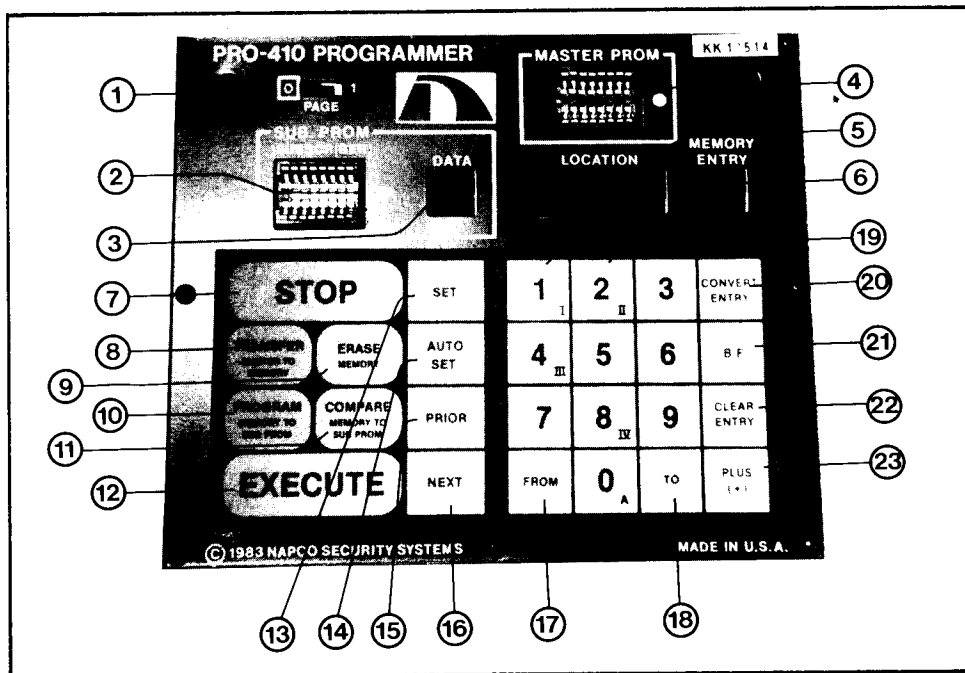 PRO-410 PROGRAMMER
KK
MASTER PROM
0 1
PAGE
SUB PROM
DATA
LOCATION
MEMORY
ENTRY
STOP
SET
1 I
2 II
3
CONVERT
ENTRY
TRANSFER
ERASE
MEMORY
AUTO
SET
4 III
5
6
B F
PROGRAM
SUB PROM
COMPARE
MEMORY TO
SUB PROM
PRIOR
7
8 IV
9
CLEAR
ENTRY
EXECUTE
NEXT
FROM
0 A
TO
PLUS
(+)
© 1983 NAPCO SECURITY SYSTEMS
MADE IN U.S.A.
1
2
3
7
8
9
10
11
12
13
14
15
16
17
18
4
5
6
19
20
21
22
23